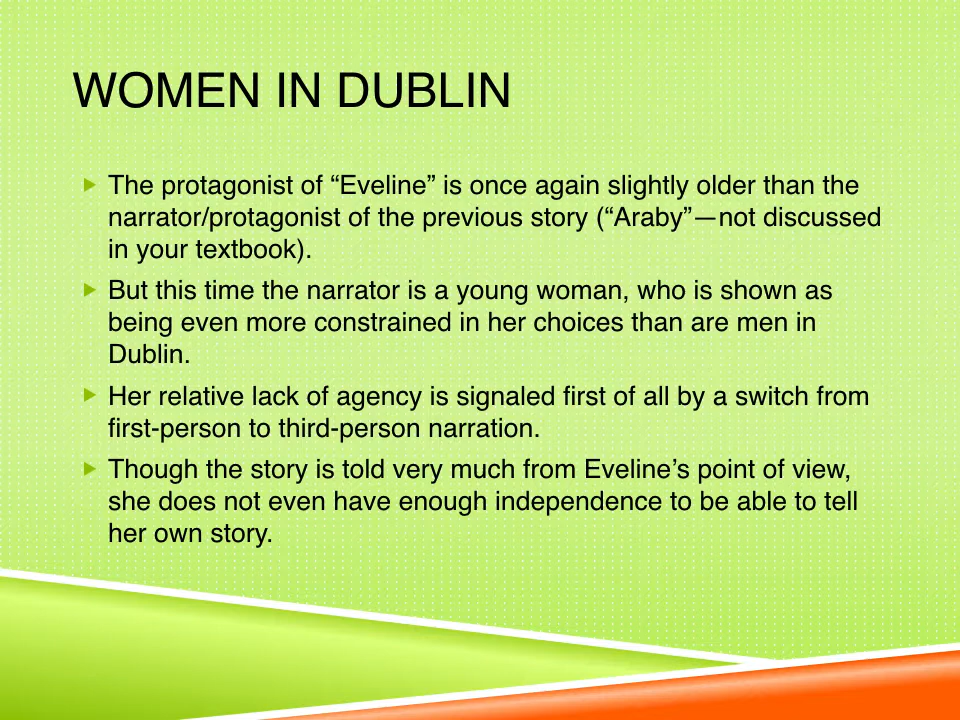 WOMEN IN DUBLIN
The protagonist of “Eveline” is once again slightly older than the
narrator/protagonist of the previous story (“Araby”—not discussed
in your textbook).
But this time the narrator is a young woman, who is shown as
being even more constrained in her choices than are men in
Dublin.
Her relative lack of agency is signaled first of all by a switch from
first-person to third-person narration.
Though the story is told very much from Eveline’s point of view,
she does not even have enough independence to be able to tell
her own story.